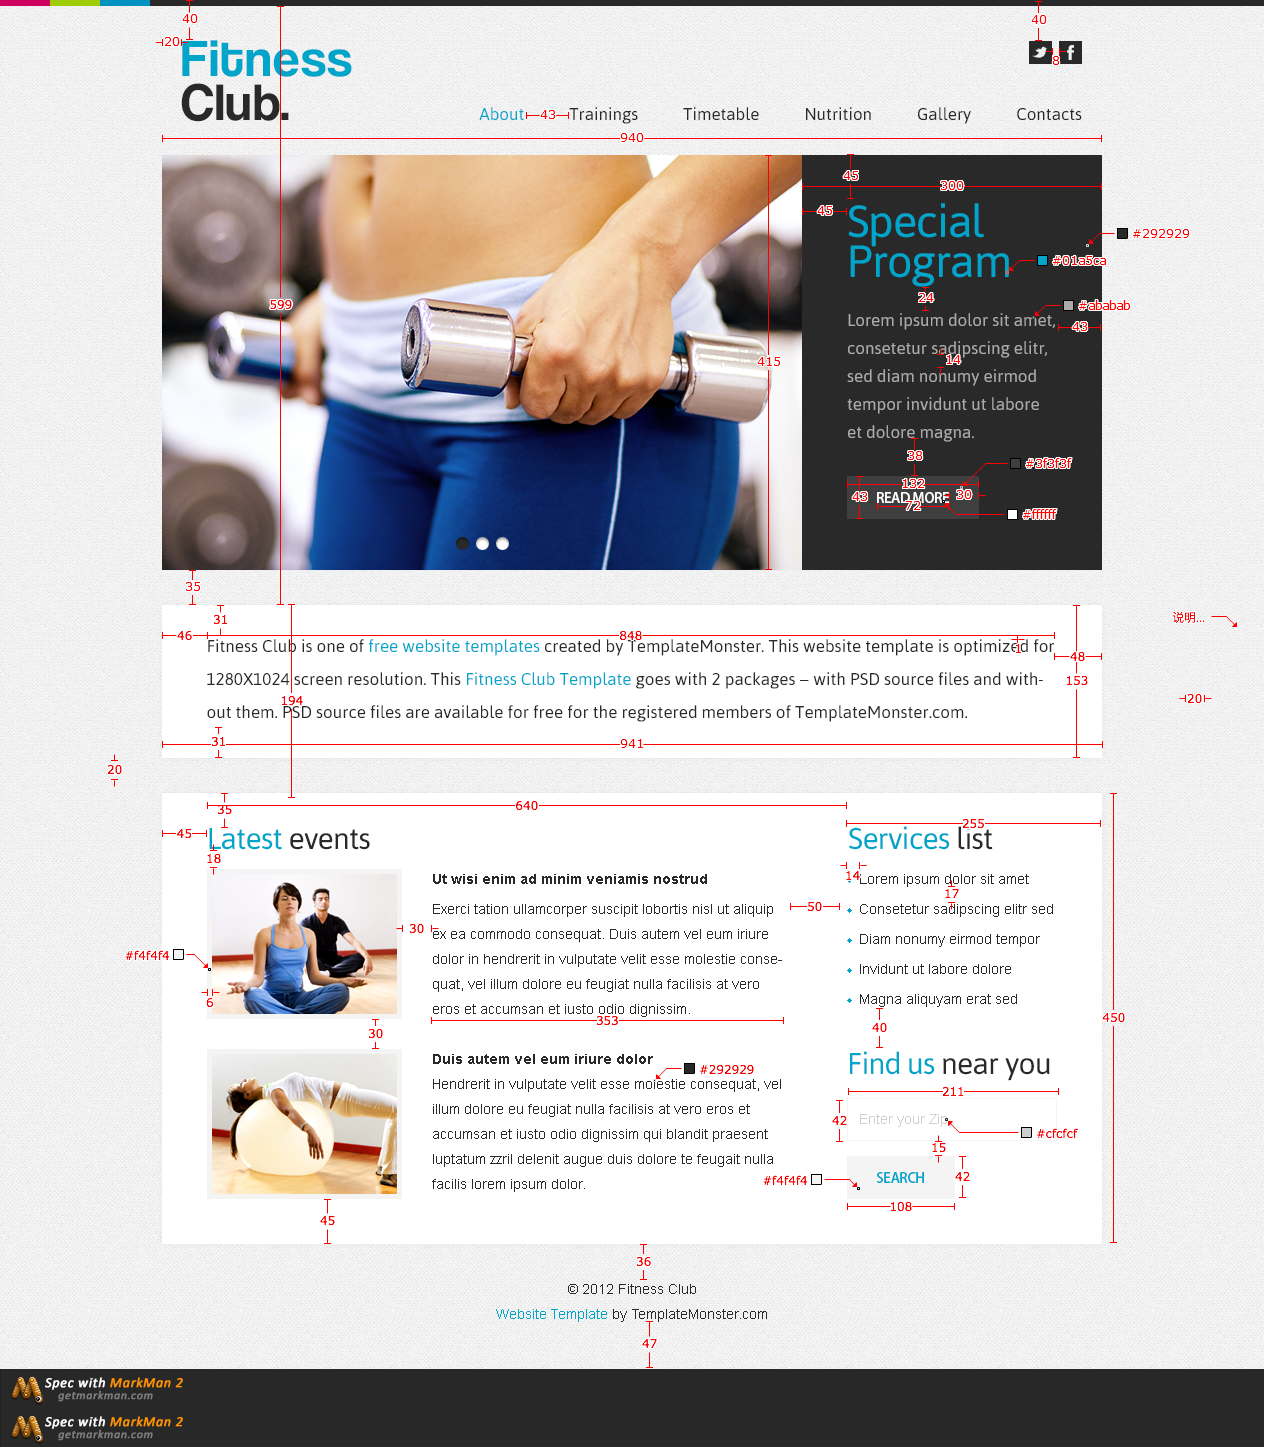 40
40
20
Fitness
Club.
8
About
43
Trainings
Timetable
Nutrition
Gallery
Contacts
940
45
300
45
Special
Program
#292929
#01a5ca
24
#ababab
599
Lorem ipsum dolor sit amet,
43
consetetur sadipscing elitr,
14
415
sed diam nonumy eirmod
tempor invidunt ut labore
et dolore magna.
38
#3f3f3f
132
43
READ MORE
30
72
#ffffff
35
31
说明...
46
848
Fitness Club is one of free website templates created by TemplateMonster. This website template is optimized for
1
48
1280X1024 screen resolution. This Fitness Club Template goes with 2 packages – with PSD source files and with-
153
194
20
out them. PSD source files are available for free for the registered members of TemplateMonster.com.
31
941
20
640
35
255
45
Latest events
Services list
18
14
Ut wisi enim ad minim veniamis nostrud
Lorem ipsum dolor sit amet
17
Exerci tation ullamcorper suscipit lobortis nisl ut aliquip
50
Consetetur sadipscing elitr sed
30
ex ea commodo consequat. Duis autem vel eum iriure
Diam nonumy eirmod tempor
#f4f4f4
dolor in hendrerit in vulputate velit esse molestie conse-
Invidunt ut labore dolore
quat, vel illum dolore eu feugiat nulla facilisis at vero
Magna aliquyam erat sed
6
eros et accumsan et iusto odio dignissim.
353
450
30
40
Duis autem vel eum iriure dolor
Find us near you
#292929
Hendrerit in vulputate velit esse molestie consequat, vel
211
illum dolore eu feugiat nulla facilisis at vero eros et
42
Enter your Zip
accumsan et iusto odio dignissim qui blandit praesent
#cfcfcf
15
luptatum zzril delenit augue duis dolore te feugait nulla
#f4f4f4
SEARCH
42
facilis lorem ipsum dolor.
108
45
36
© 2012 Fitness Club
Website Template by TemplateMonster.com
47
Spec with MarkMan 2
getmarkman.com
Spec with MarkMan 2
getmarkman.com